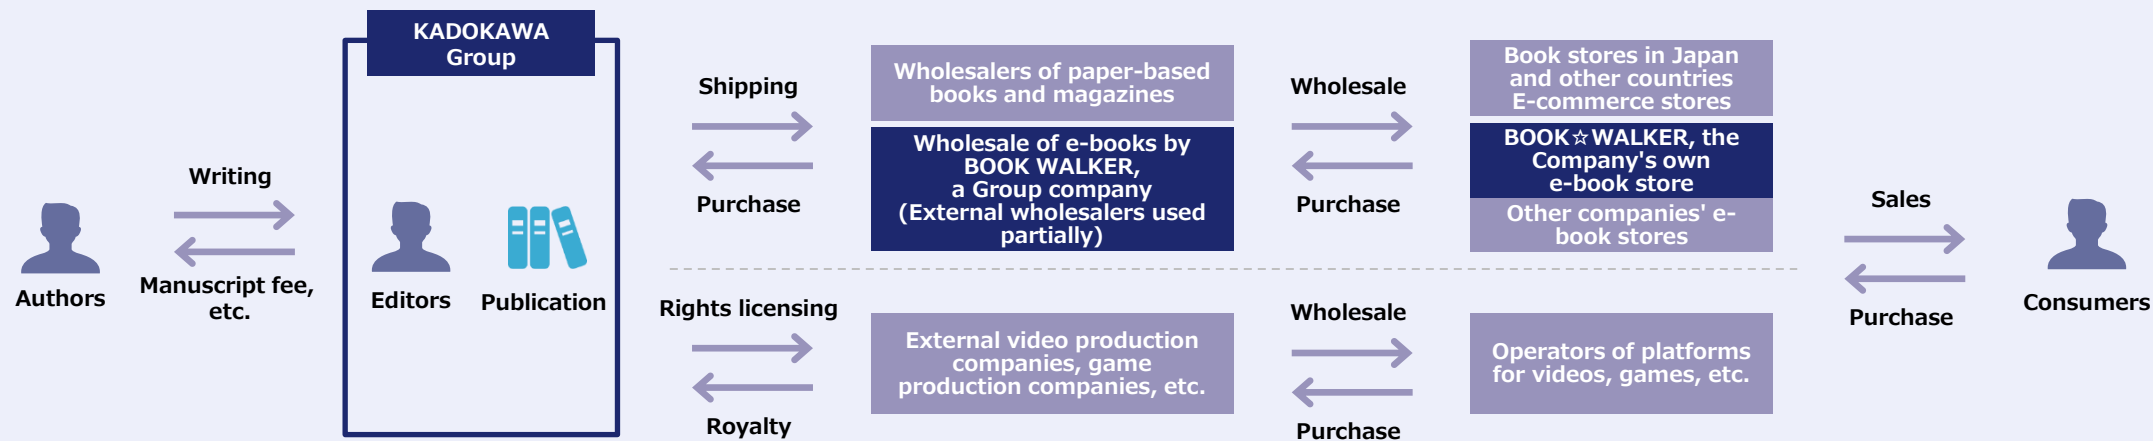 KADOKAWA
Group
Writing
Authors
Manuscript fee,
etc.
Editors
Publication
Shipping
Purchase
Wholesalers of paper-based
books and magazines
Wholesale of e-books by
BOOK WALKER,
a Group company
(External wholesalers used
partially)
Wholesale
Purchase
Book stores in Japan
and other countries
E-commerce stores
BOOK☆WALKER, the
Company's own
e-book store
Other companies' e-
book stores
Rights licensing
Royalty
External video production
companies, game
production companies, etc.
Wholesale
Purchase
Operators of platforms
for videos, games, etc.
Sales
Purchase
Consumers